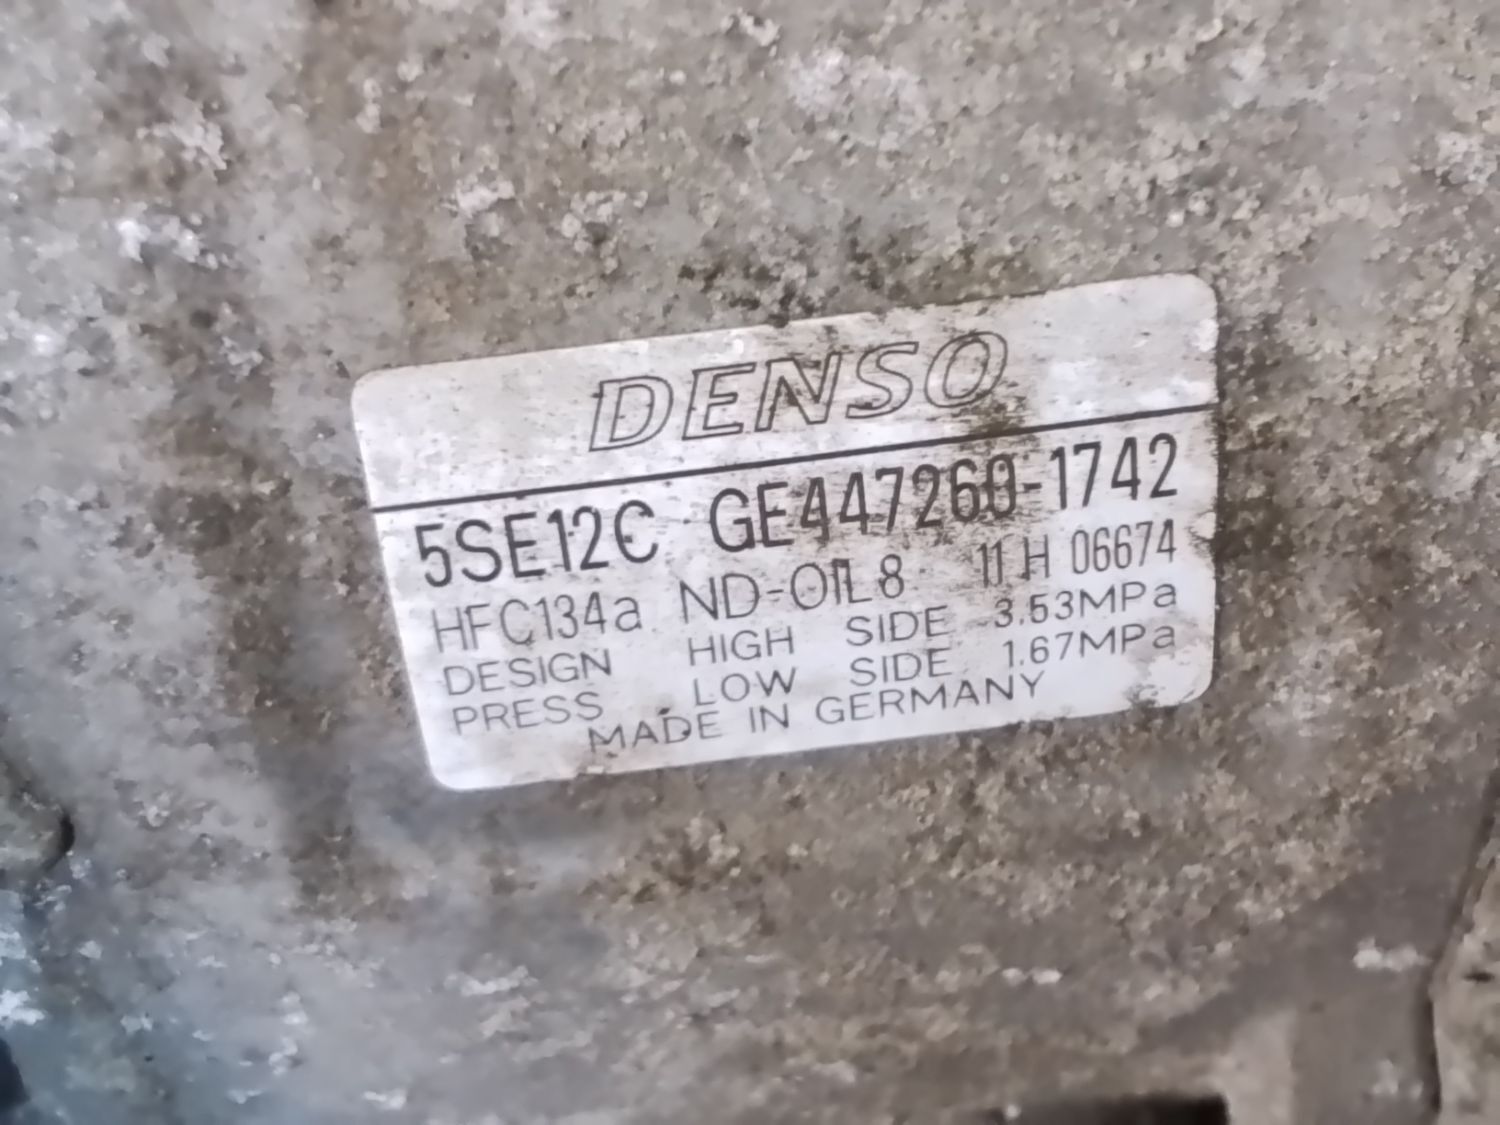 DENSO
5SE12C GE447260-1742
HFC134a ND-OIL8 11 H 06674
DESIGN HIGH SIDE 3.53MPa
PRESS LOW SIDE 1.67MPa
MADE IN GERMANY